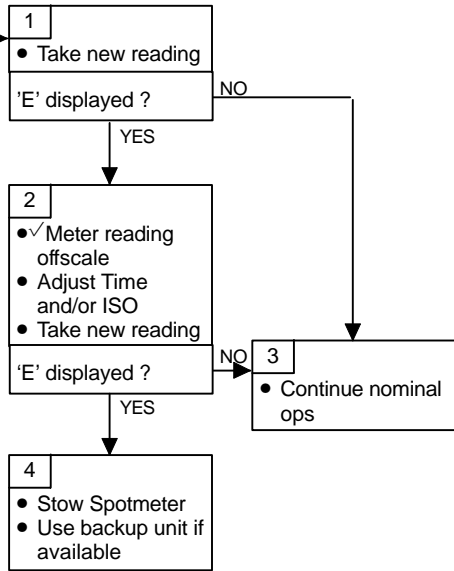 1
• Take new reading
'E' displayed ?
NO
YES
2
• ✓Meter reading
offscale
• Adjust Time
and/or ISO
• Take new reading
'E' displayed ?
NO
YES
3
• Continue nominal
ops
4
• Stow Spotmeter
• Use backup unit if
available